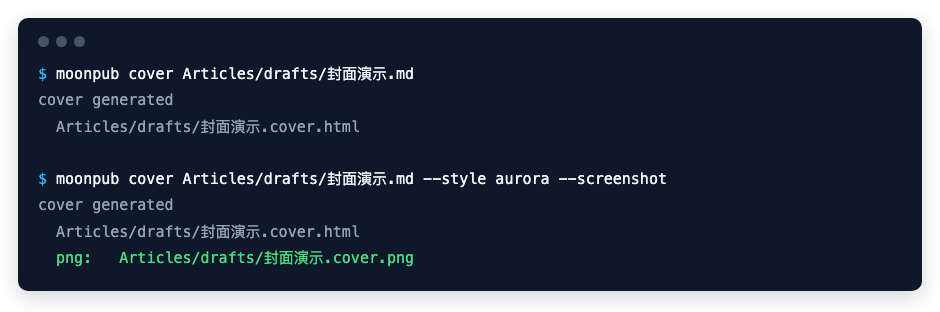 $ moonpub cover Articles/drafts/封面演示.md
cover generated
Articles/drafts/封面演示.cover.html
$ moonpub cover Articles/drafts/封面演示.md --style aurora --screenshot
cover generated
Articles/drafts/封面演示.cover.html
png: Articles/drafts/封面演示.cover.png